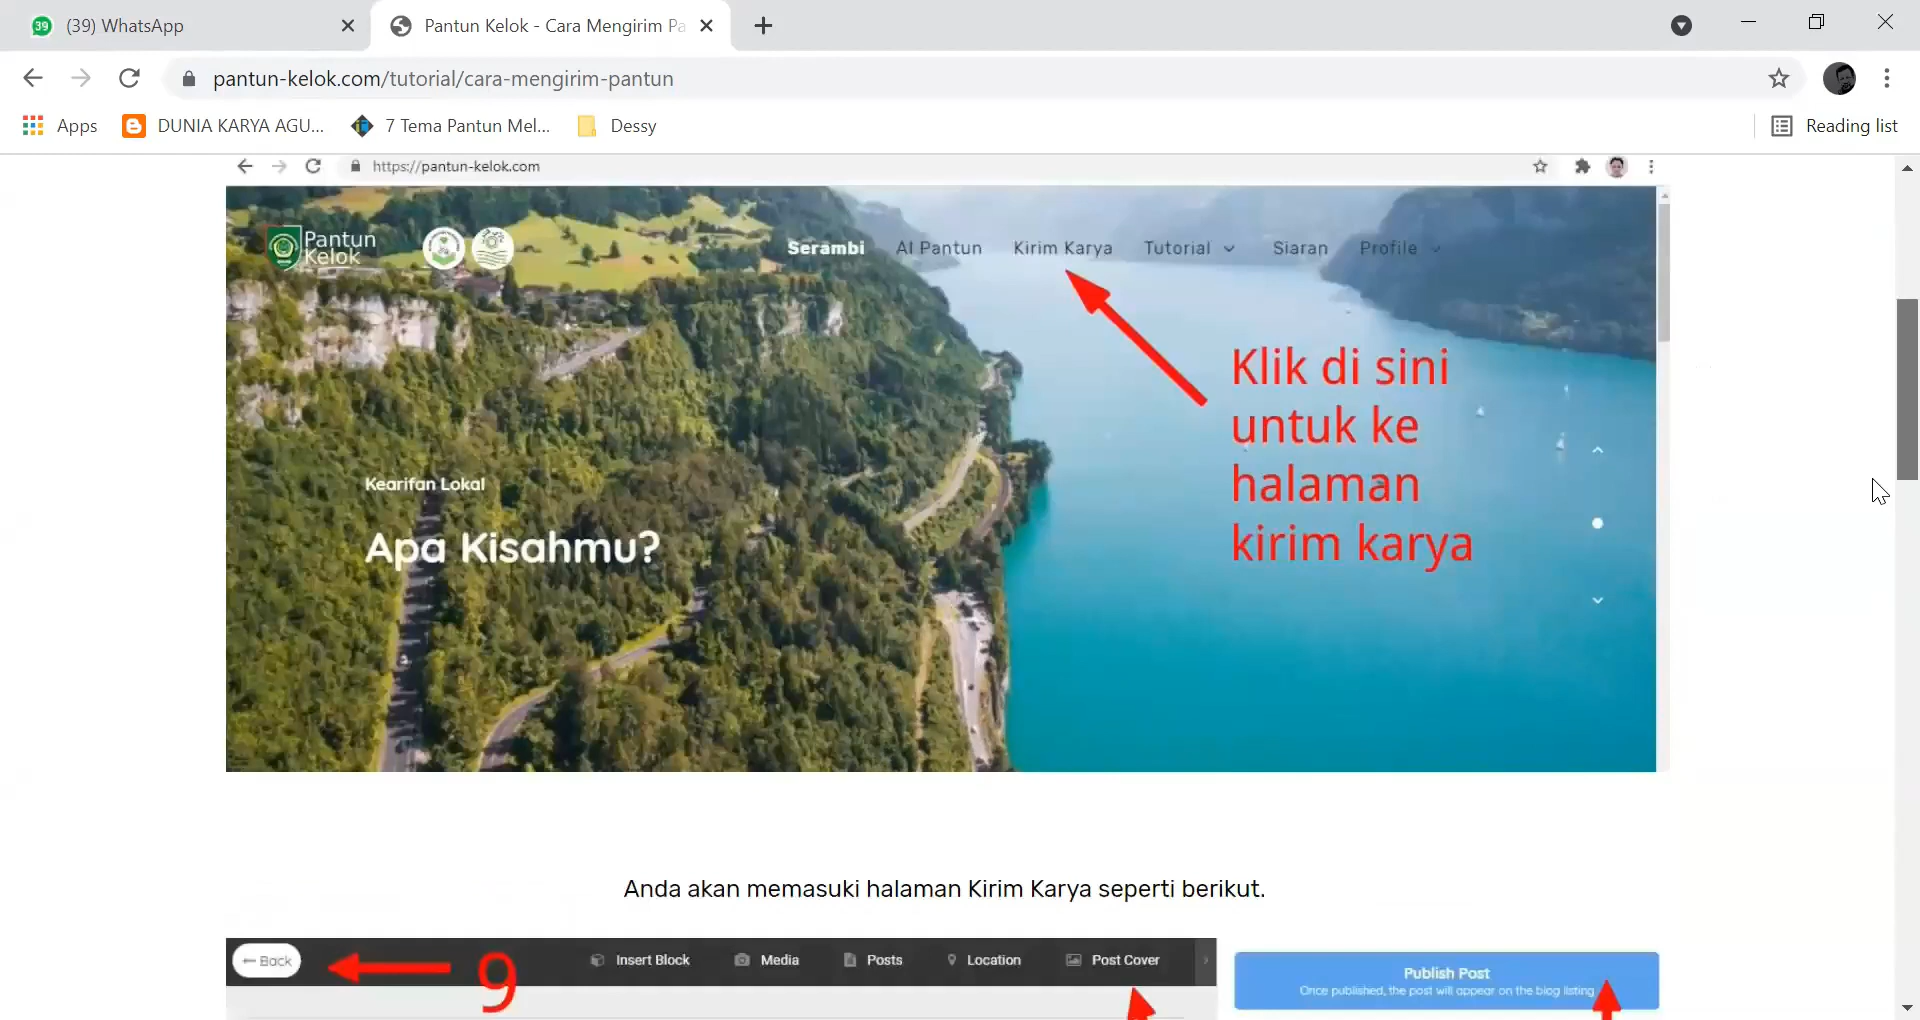 39 (39) WhatsApp
Pantun Kelok - Cara Mengirim Pa
pantun-kelok.com/tutorial/cara-mengirim-pantun
Apps DUNIA KARYA AGU... 7 Tema Pantun Mel... Dessy Reading list
https://pantun-kelok.com
Pantun
Kelok
Serambi AI Pantun Kirim Karya Tutorial Siaran Profile
Klik di sini
untuk ke
halaman
kirim karya
Kearifan Lokal
Apa Kisahmu?
Anda akan memasuki halaman Kirim Karya seperti berikut.
Back 9 Insert Block Media Posts Location Post Cover
Publish Post
Once published, the post will appear on the blog listing